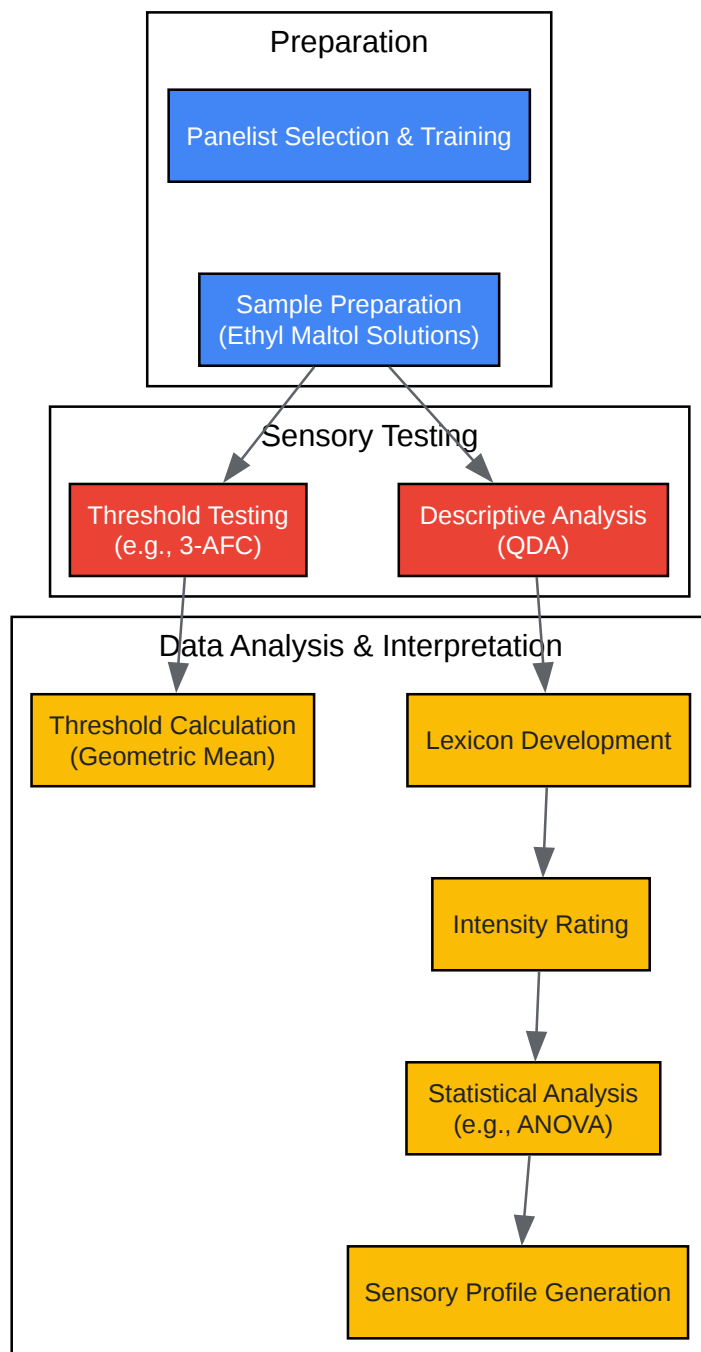 Preparation
Panelist Selection & Training
Sample Preparation
(Ethyl Maltol Solutions)
Sensory Testing
Threshold Testing
(e.g., 3-AFC)
Descriptive Analysis
(QDA)
Data Analysis & Interpretation
Threshold Calculation
(Geometric Mean)
Lexicon Development
Intensity Rating
Statistical Analysis
(e.g., ANOVA)
Sensory Profile Generation